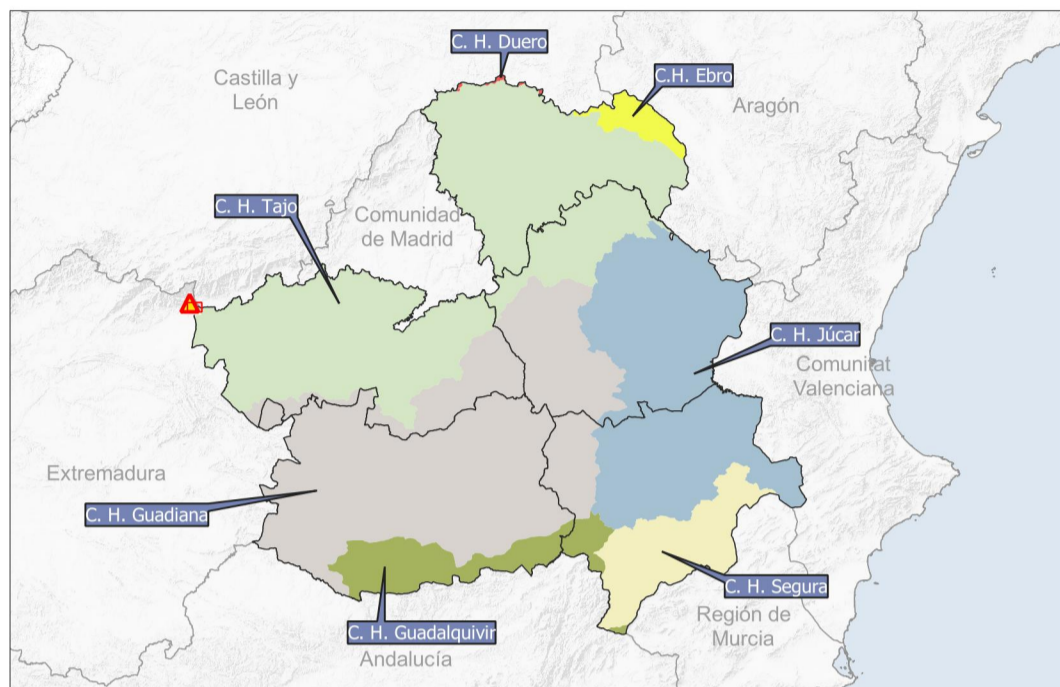 C. H. Duero
Castilla y
León
C.H. Ebro
Aragón
C. H. Tajo
Comunidad
de Madrid
C. H. Júcar
Comunitat
Valenciana
Extremadura
C. H. Guadiana
C. H. Segura
Región de
Murcia
C. H. Guadalquivir
Andalucía